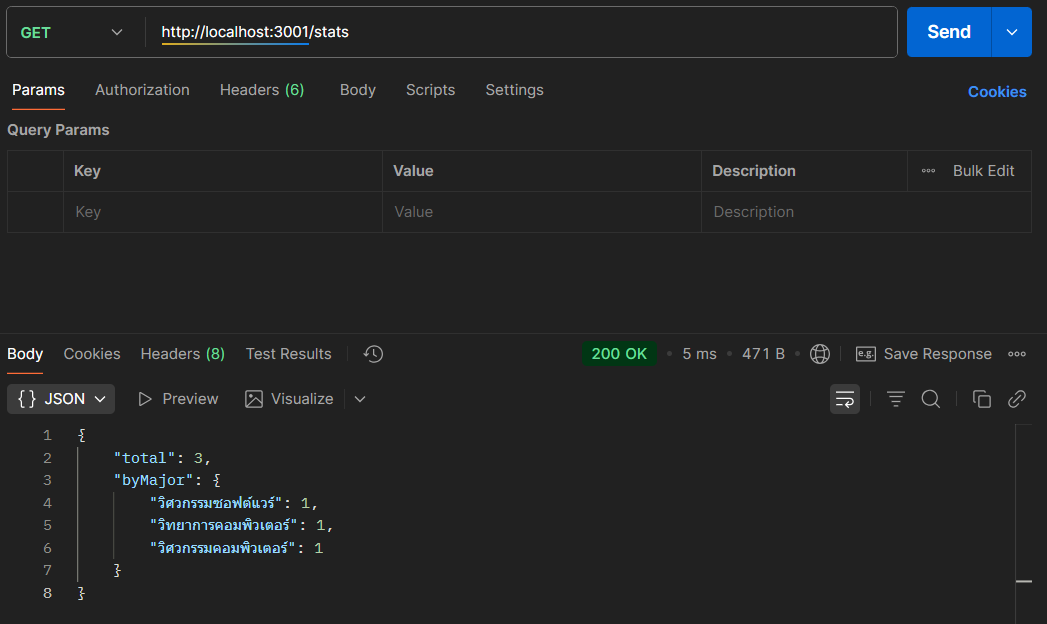 GET http://localhost:3001/stats Send
Params Authorization Headers (6) Body Scripts Settings Cookies
Query Params
Key Value Description Bulk Edit
Key Value Description
Body Cookies Headers (8) Test Results 200 OK 5 ms 471 B e.g. Save Response
{} JSON Preview Visualize
1 {
2 "total": 3,
3 "byMajor": {
4 "วิศวกรรมซอฟต์แวร์": 1,
5 "วิทยาการคอมพิวเตอร์": 1,
6 "วิศวกรรมคอมพิวเตอร์": 1
7 }
8 }